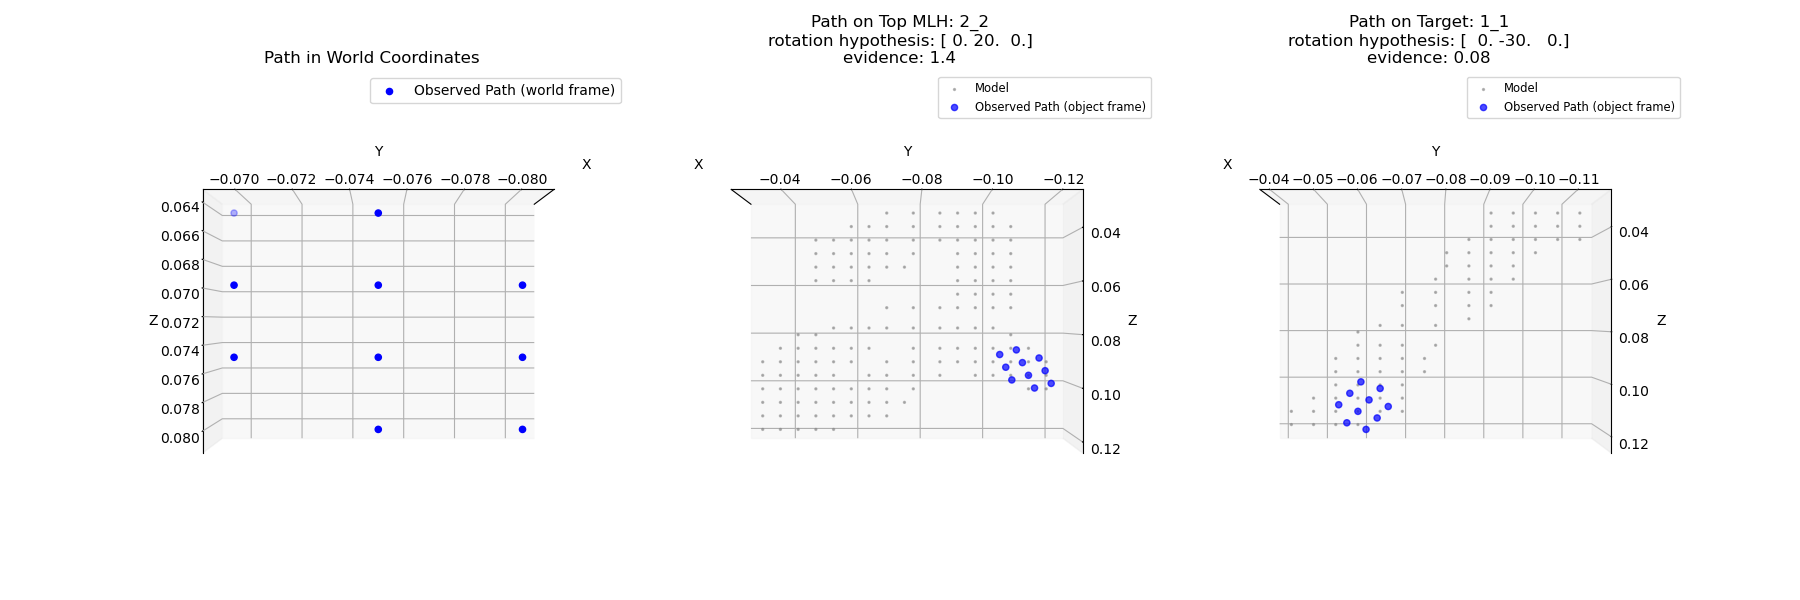 Path in World Coordinates
Observed Path (world frame)
Y
X
−0.070 −0.072 −0.074 −0.076 −0.078 −0.080
0.064
0.066
0.068
0.070
Z 0.072
0.074
0.076
0.078
0.080
Path on Top MLH: 2_2
rotation hypothesis: [ 0. 20.  0.]
evidence: 1.4
Model
Observed Path (object frame)
X
Y
−0.04 −0.06 −0.08 −0.10 −0.12
0.04
0.06
Z
0.08
0.10
0.12
Path on Target: 1_1
rotation hypothesis: [  0. -30.   0.]
evidence: 0.08
Model
Observed Path (object frame)
X
Y
−0.04 −0.05 −0.06 −0.07 −0.08 −0.09 −0.10 −0.11
0.04
0.06
Z
0.08
0.10
0.12